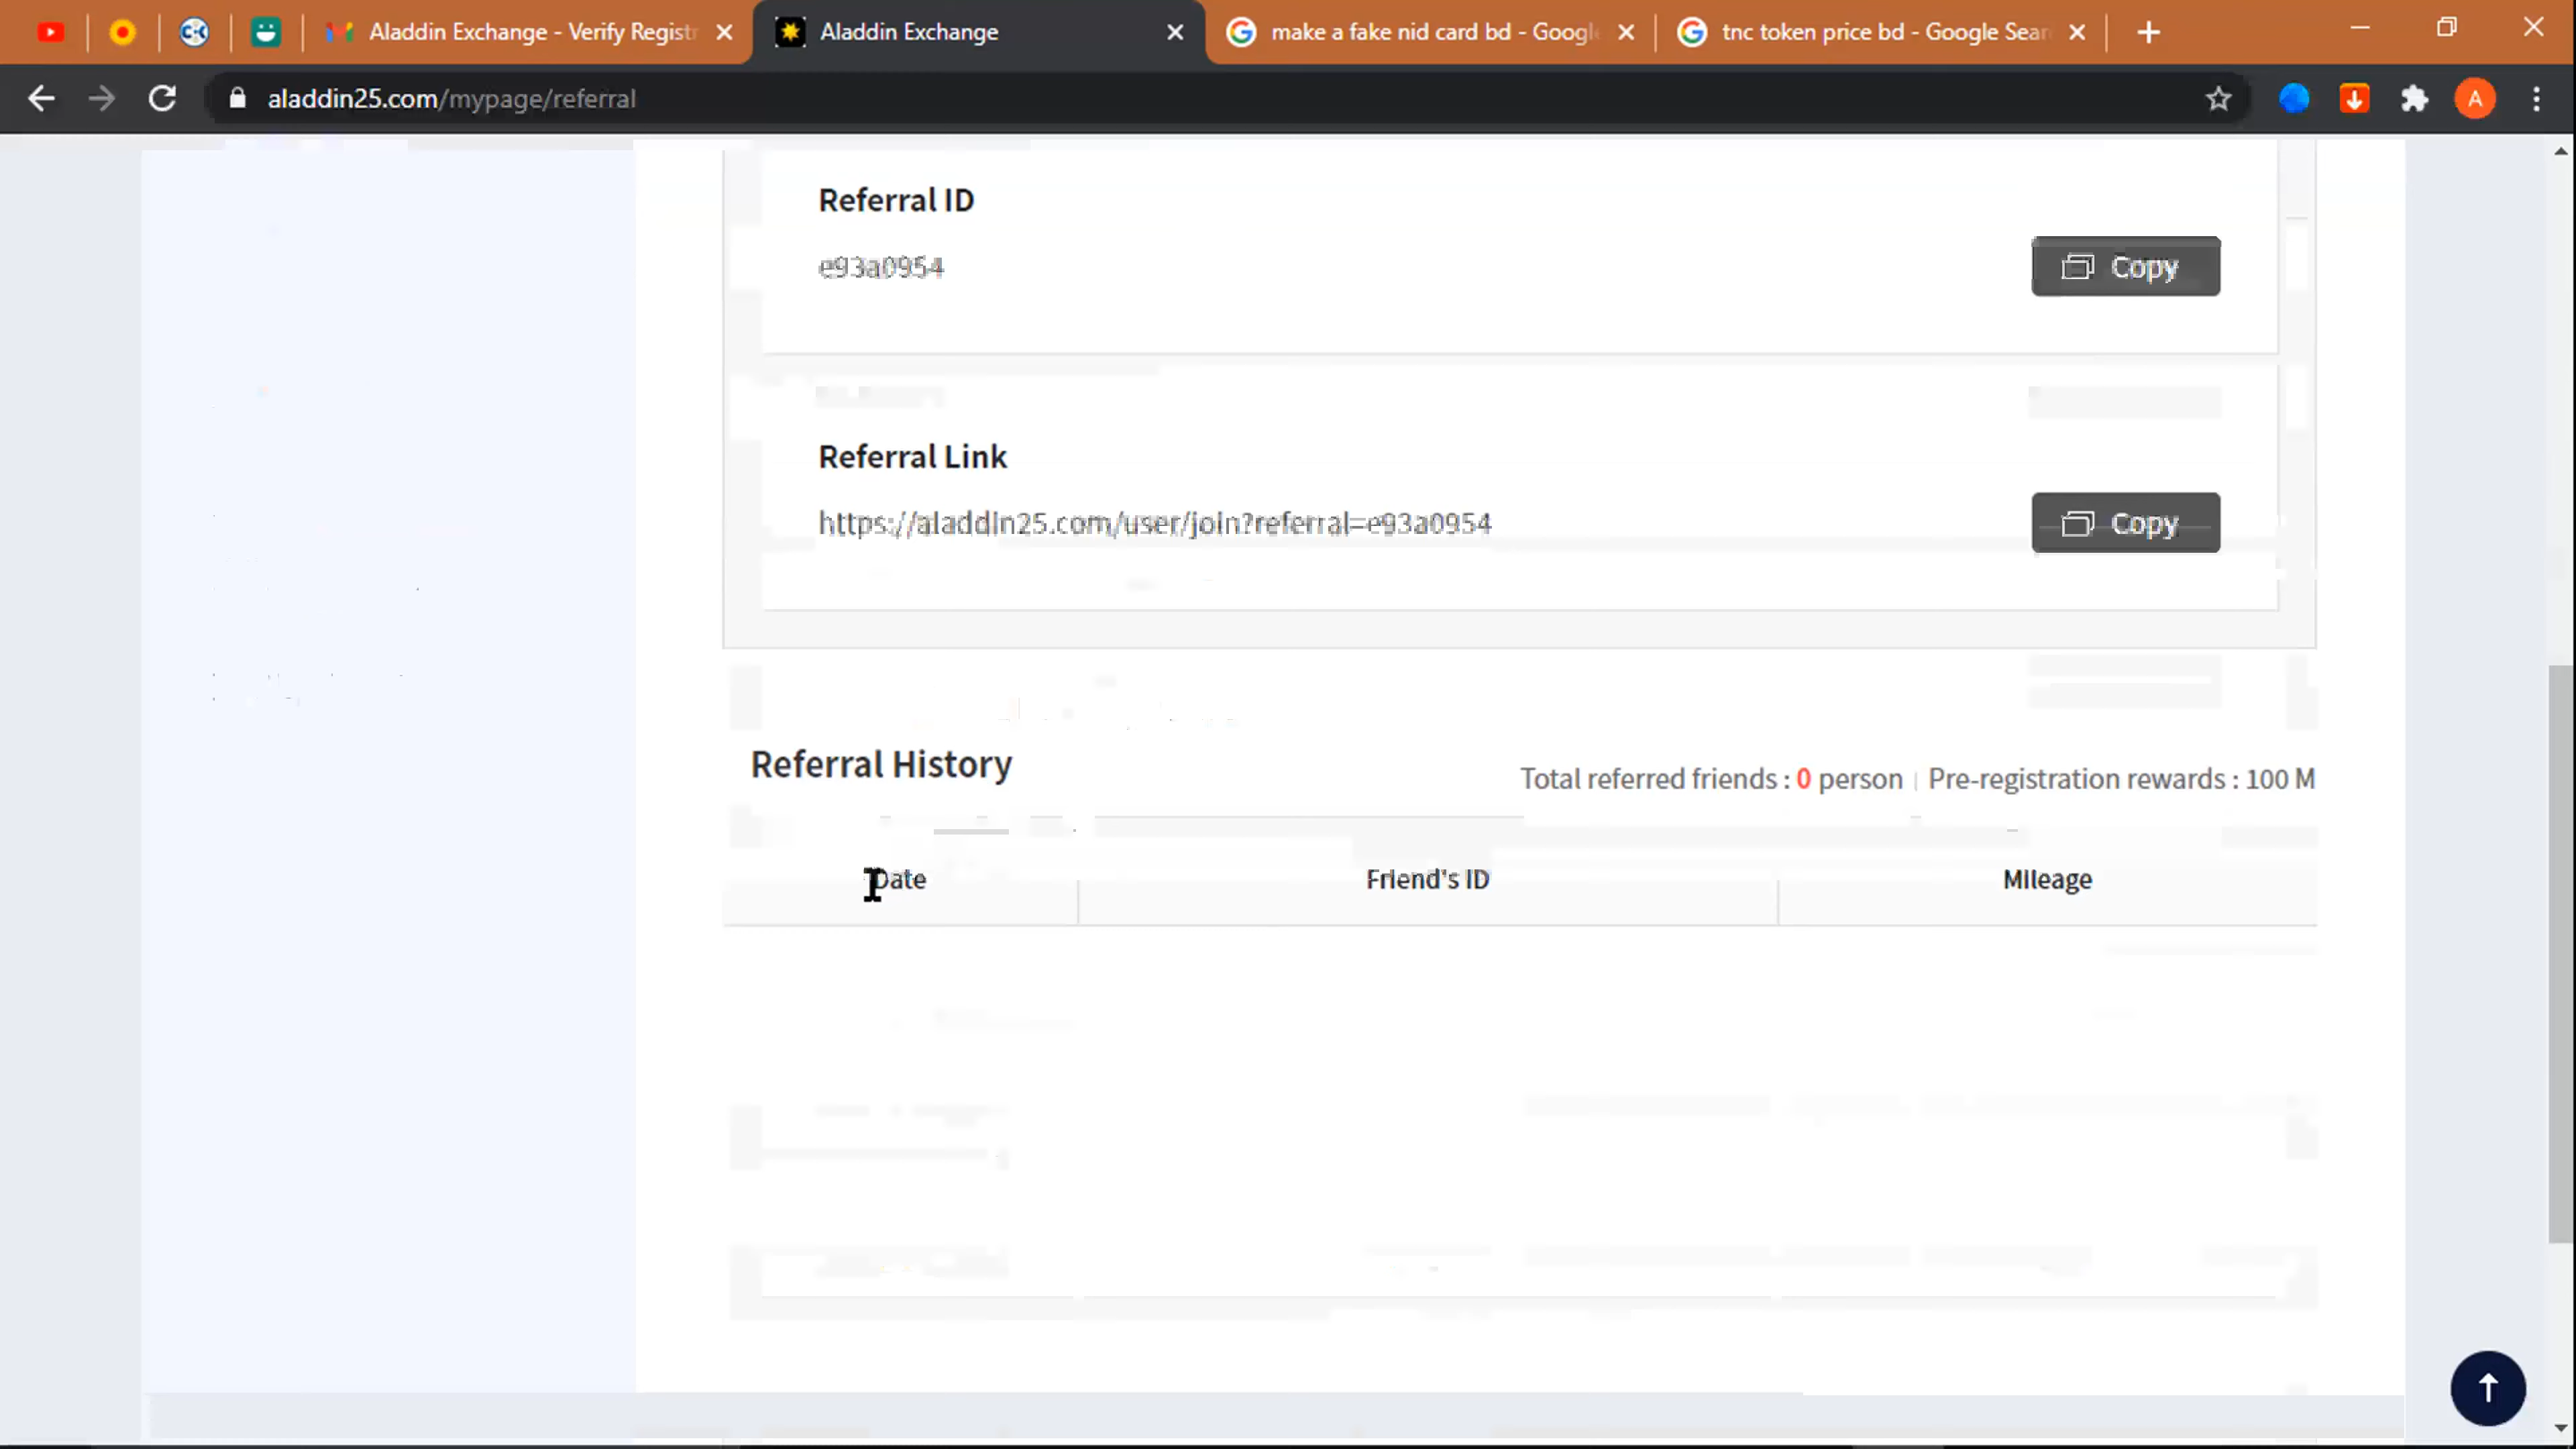 Aladdin Exchange - Verify Registr
Aladdin Exchange
make a fake nid card bd - Google
tnc token price bd - Google Sear
aladdin25.com/mypage/referral
A
Referral ID
e93a0954
Copy
Referral Link
https://aladdin25.com/user/join?referral=e93a0954
Copy
Referral History
Total referred friends : 0 person | Pre-registration rewards : 100 M
Date
Friend's ID
Mileage